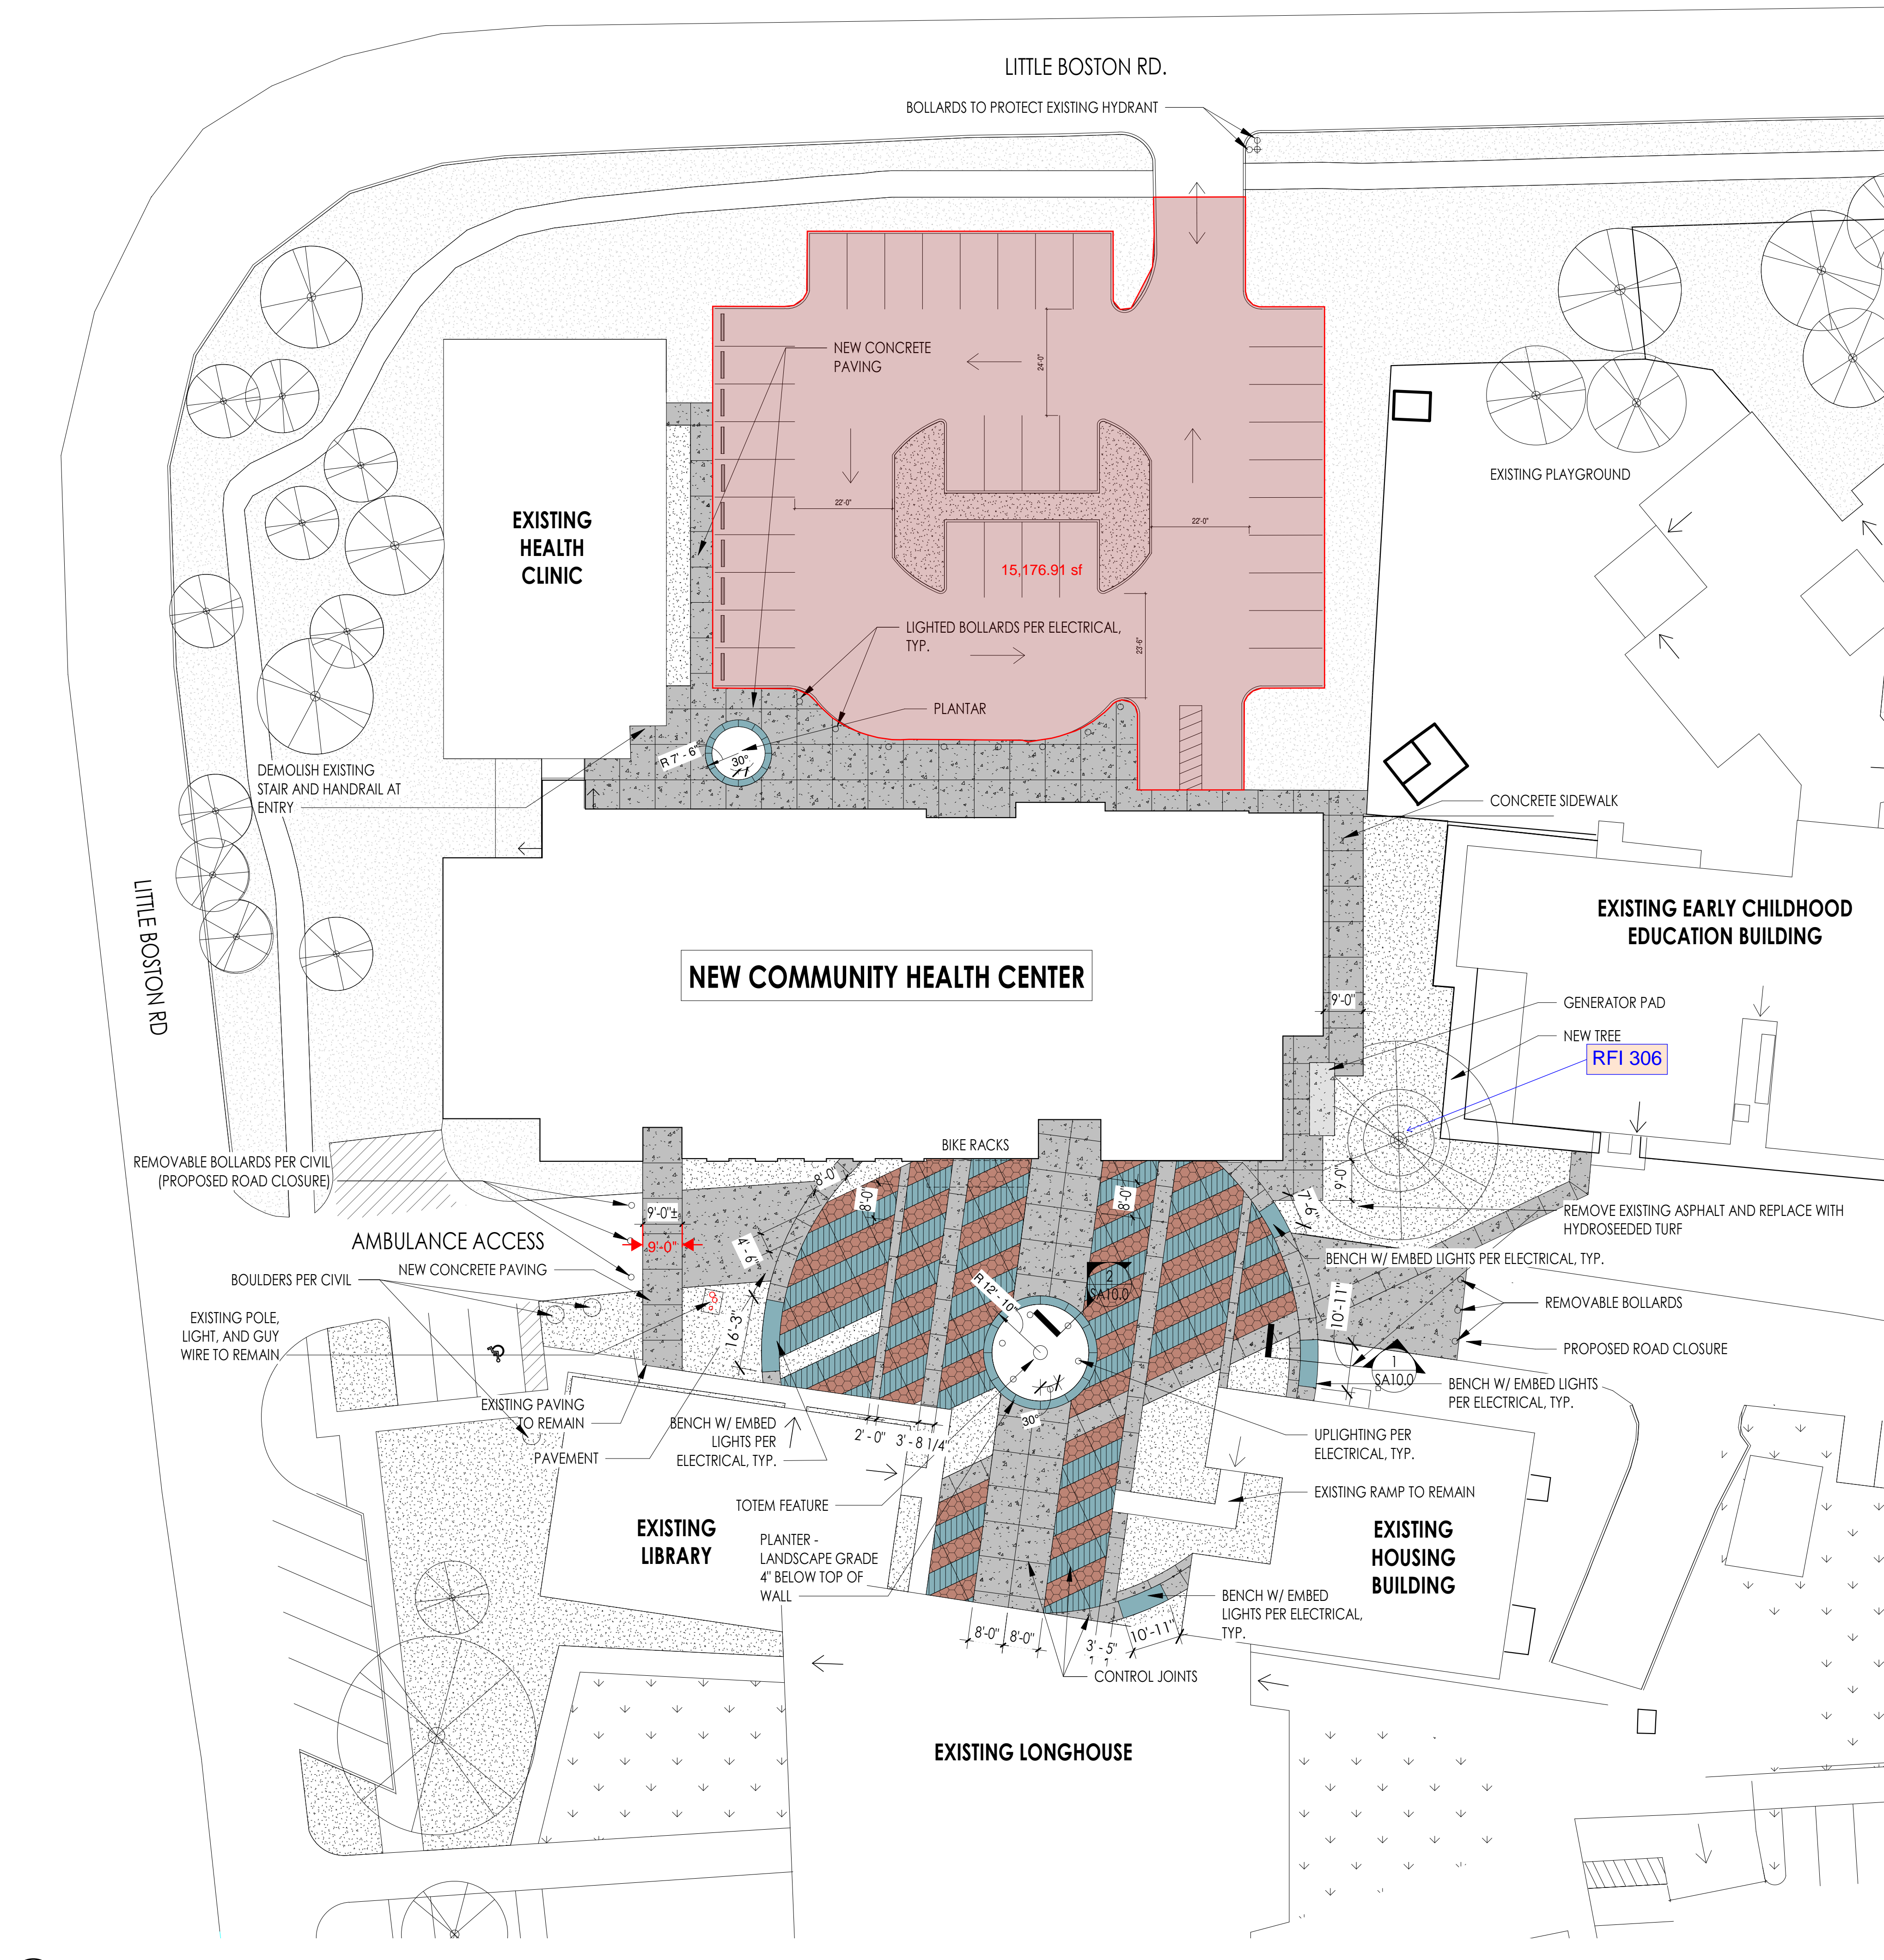 LITTLE BOSTON RD.
BOLLARDS TO PROTECT EXISTING HYDRANT
NEW CONCRETE
PAVING
24'-0"
EXISTING
HEALTH
CLINIC
EXISTING PLAYGROUND
22'-0"
22'-0"
15,176.91 sf
LIGHTED BOLLARDS PER ELECTRICAL,
TYP.
23'-6"
PLANTAR
R 7' - 6"
30°
DEMOLISH EXISTING
STAIR AND HANDRAIL AT
ENTRY
CONCRETE SIDEWALK
LITTLE BOSTON RD
EXISTING EARLY CHILDHOOD
EDUCATION BUILDING
NEW COMMUNITY HEALTH CENTER
9'-0"
GENERATOR PAD
NEW TREE
RFI 306
BIKE RACKS
REMOVABLE BOLLARDS PER CIVIL
(PROPOSED ROAD CLOSURE)
8'-0"
8'-0"
8'-0"
9'-0"
7'-6"
9'-0"±
9'-0"
4' - 6"
REMOVE EXISTING ASPHALT AND REPLACE WITH
HYDROSEEDED TURF
AMBULANCE ACCESS
BENCH W/ EMBED LIGHTS PER ELECTRICAL, TYP.
NEW CONCRETE PAVING
BOULDERS PER CIVIL
R 12' - 10"
2
SA10.0
10'-11"
REMOVABLE BOLLARDS
EXISTING POLE,
LIGHT, AND GUY
WIRE TO REMAIN
16'-3"
PROPOSED ROAD CLOSURE
1
SA10.0
BENCH W/ EMBED LIGHTS
PER ELECTRICAL, TYP.
EXISTING PAVING
TO REMAIN
BENCH W/ EMBED
LIGHTS PER
ELECTRICAL, TYP.
30°
2' - 0"
3' - 8 1/4"
UPLIGHTING PER
ELECTRICAL, TYP.
PAVEMENT
TOTEM FEATURE
EXISTING RAMP TO REMAIN
EXISTING
LIBRARY
PLANTER -
LANDSCAPE GRADE
4" BELOW TOP OF
WALL
EXISTING
HOUSING
BUILDING
BENCH W/ EMBED
LIGHTS PER ELECTRICAL,
TYP.
8'-0"
8'-0"
3' - 5"
10'-11"
CONTROL JOINTS
EXISTING LONGHOUSE